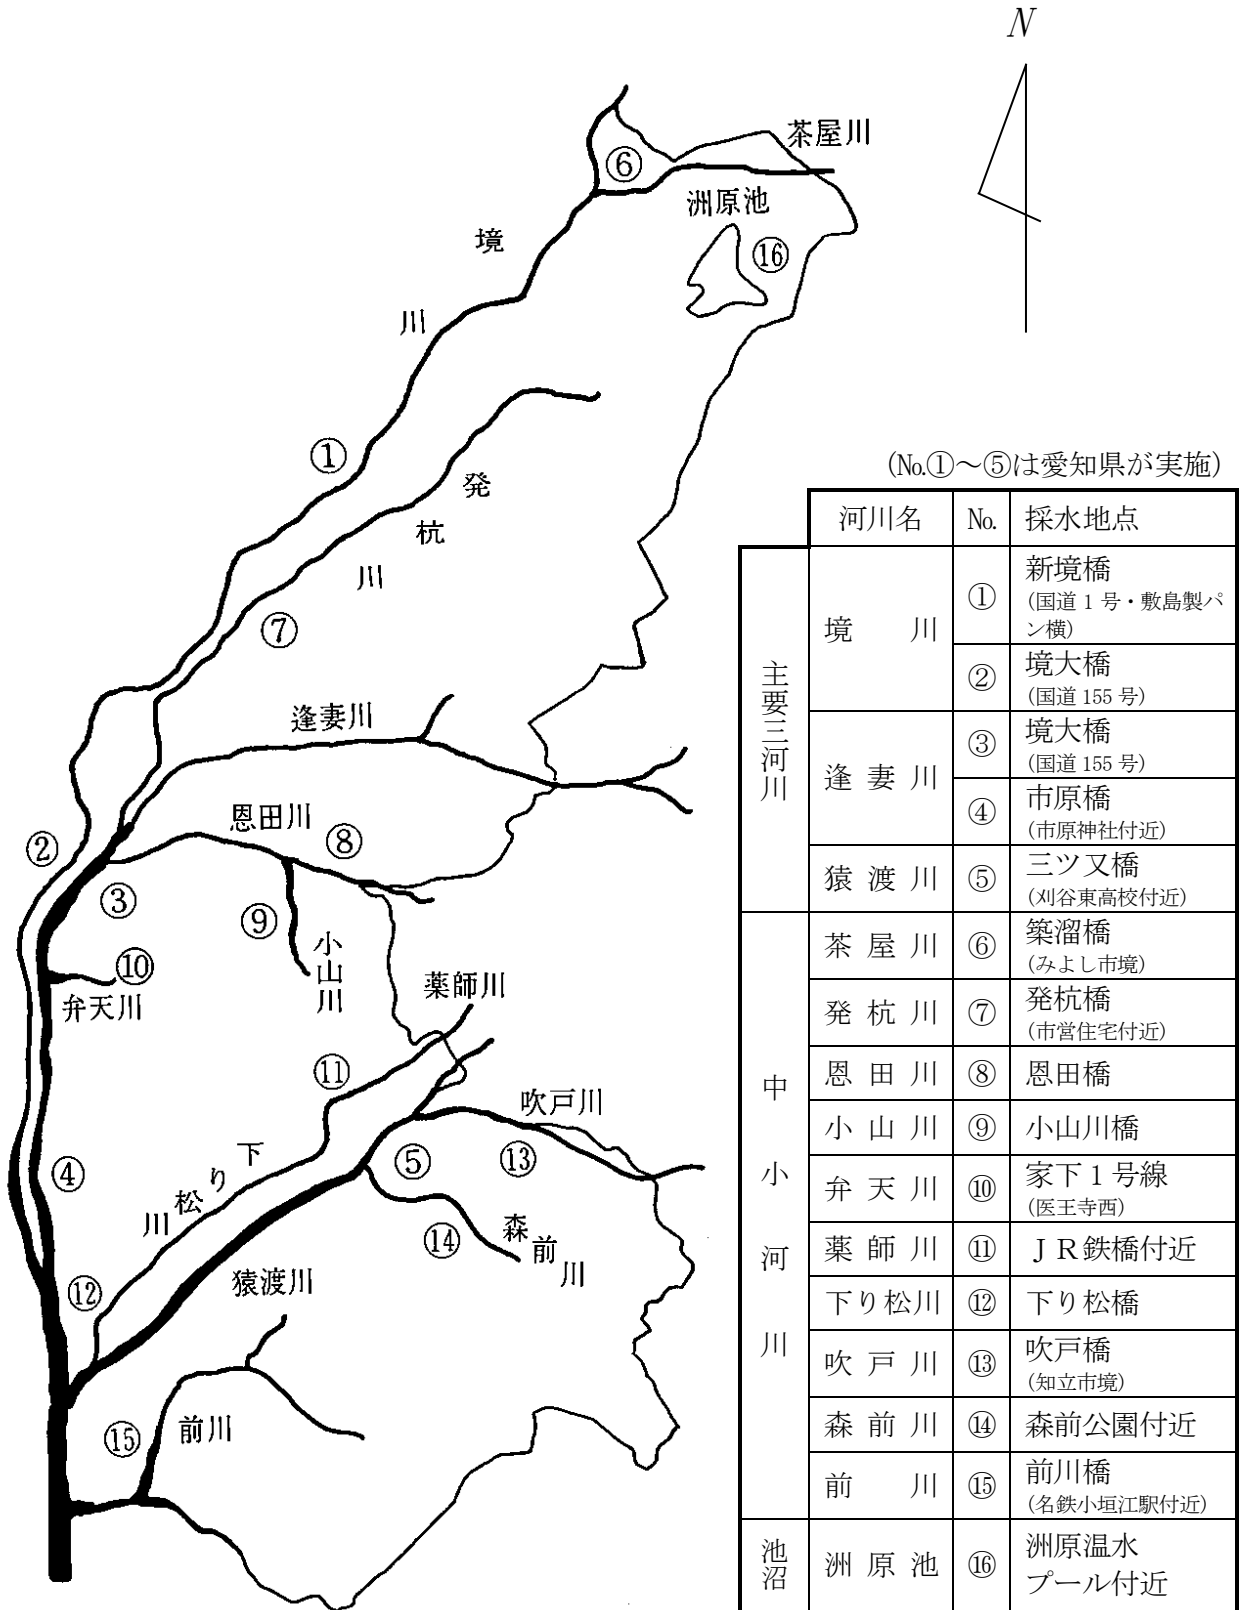 N
茶屋川
⑥
洲原池
⑯
境
川
①
発
杭
川
⑦
逢妻川
恩田川
⑧
②
③
⑨
小
山
川
⑩
弁天川
薬師川
⑪
吹戸川
⑬
⑤
下
り
松
川
④
⑭
森
前
川
⑫
猿渡川
⑮
前川
(No.①～⑤は愛知県が実施)
河川名 No. 採水地点
主要三河川
境 川 ① 新境橋
(国道1号・敷島製パ
ン横)
② 境大橋
(国道155号)
逢妻川 ③ 境大橋
(国道155号)
④ 市原橋
(市原神社付近)
猿渡川 ⑤ 三ツ又橋
(刈谷東高校付近)
中小河川
茶屋川 ⑥ 築溜橋
(みよし市境)
発杭川 ⑦ 発杭橋
(市営住宅付近)
恩田川 ⑧ 恩田橋
小山川 ⑨ 小山川橋
弁天川 ⑩ 家下1号線
(医王寺西)
薬師川 ⑪ JR鉄橋付近
下り松川 ⑫ 下り松橋
吹戸川 ⑬ 吹戸橋
(知立市境)
森前川 ⑭ 森前公園付近
前 川 ⑮ 前川橋
(名鉄小垣江駅付近)
池沼
洲原池 ⑯ 洲原温水
プール付近